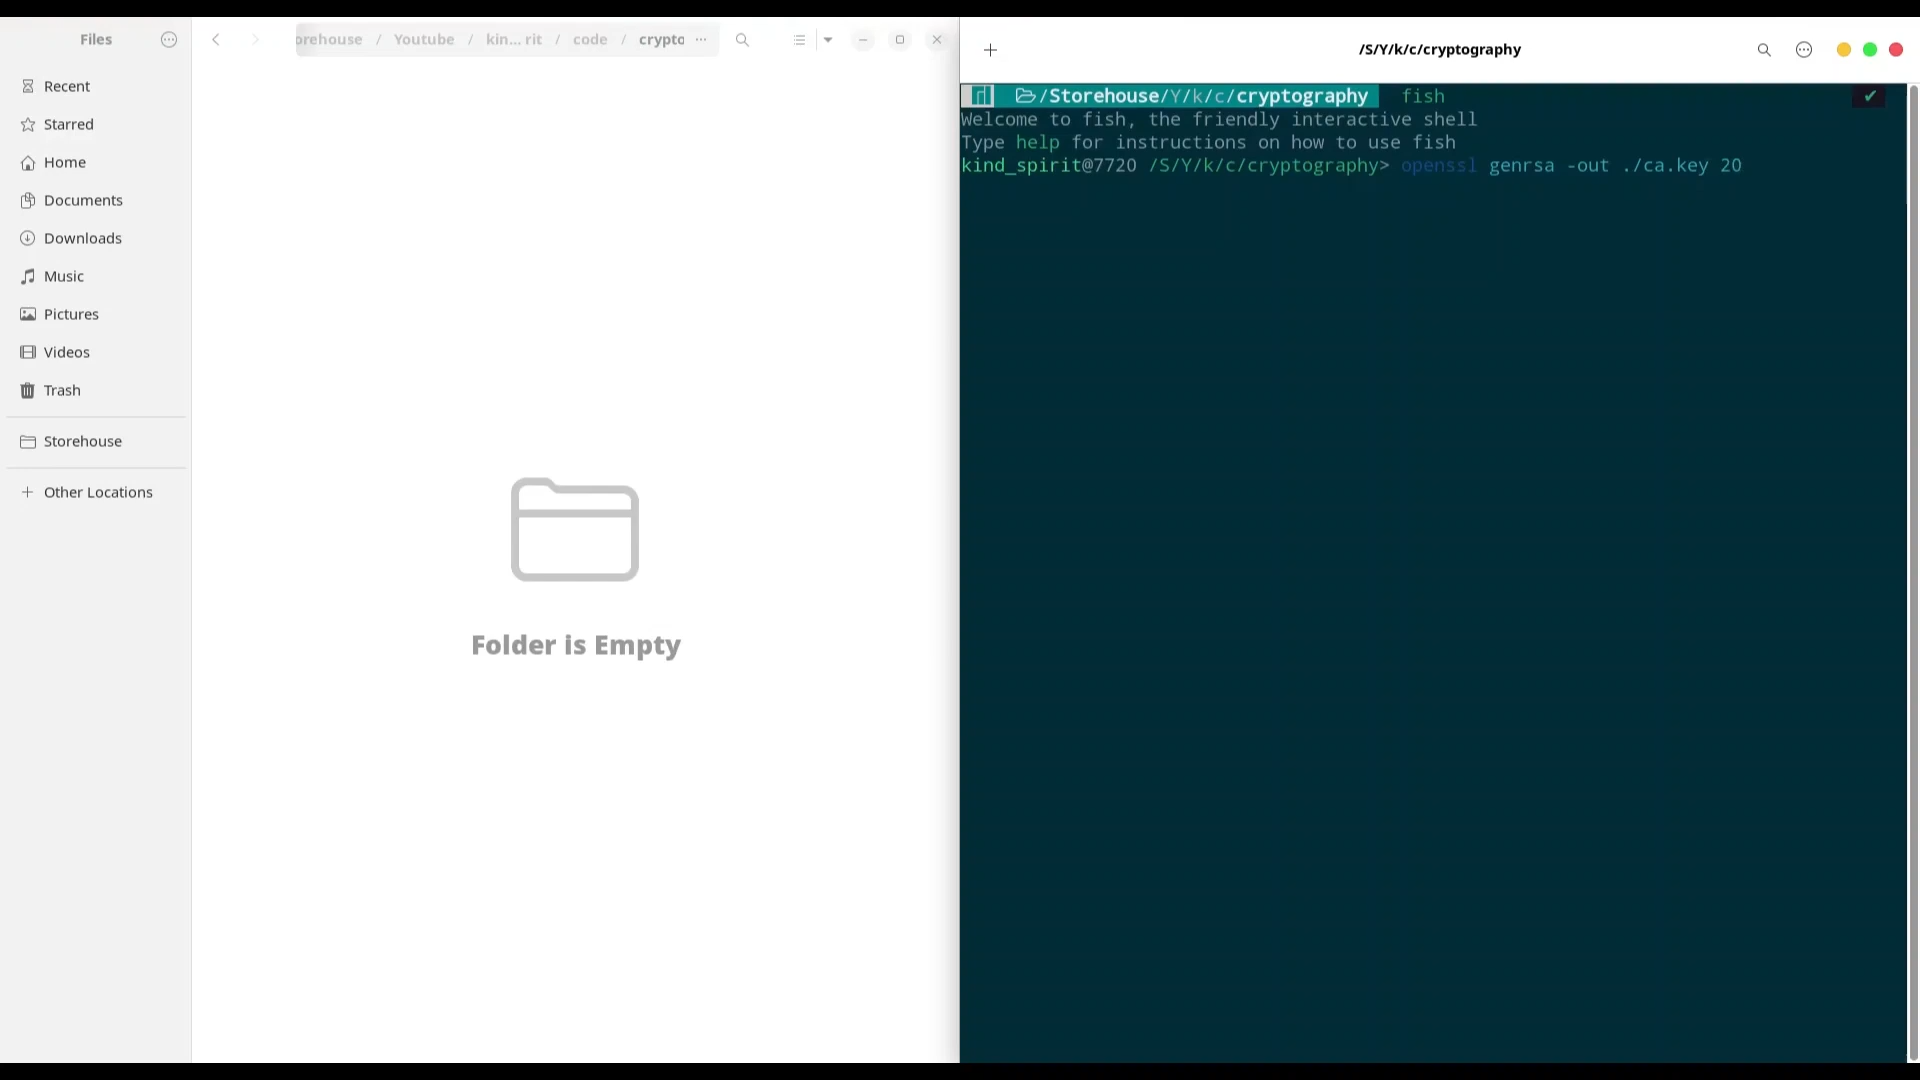 Files
orehouse / Youtube / kin... rit / code / crypto
Recent
Starred
Home
Documents
Downloads
Music
Pictures
Videos
Trash
Storehouse
Other Locations
Folder is Empty
/S/Y/k/c/cryptography
/Storehouse/Y/k/c/cryptography fish
Welcome to fish, the friendly interactive shell
Type help for instructions on how to use fish
kind_spirit@7720 /S/Y/k/c/cryptography> openssl genrsa -out ./ca.key 20